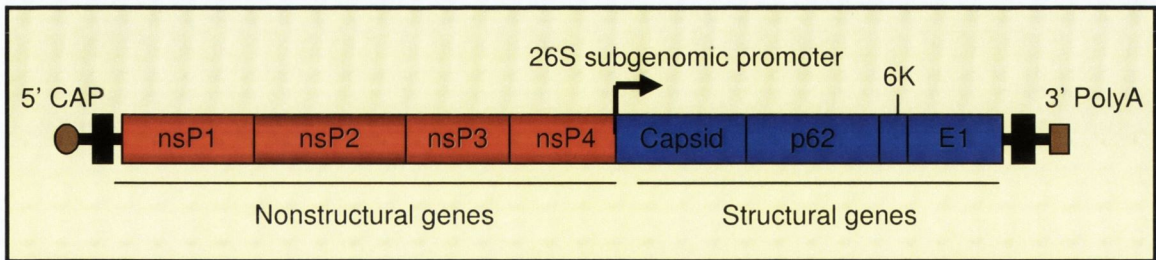 26S subgenomic promoter
6K
5’ CAP
3’ PolyA
nsP1 nsP2 nsP3 nsP4 Capsid p62 E1
Nonstructural genes Structural genes